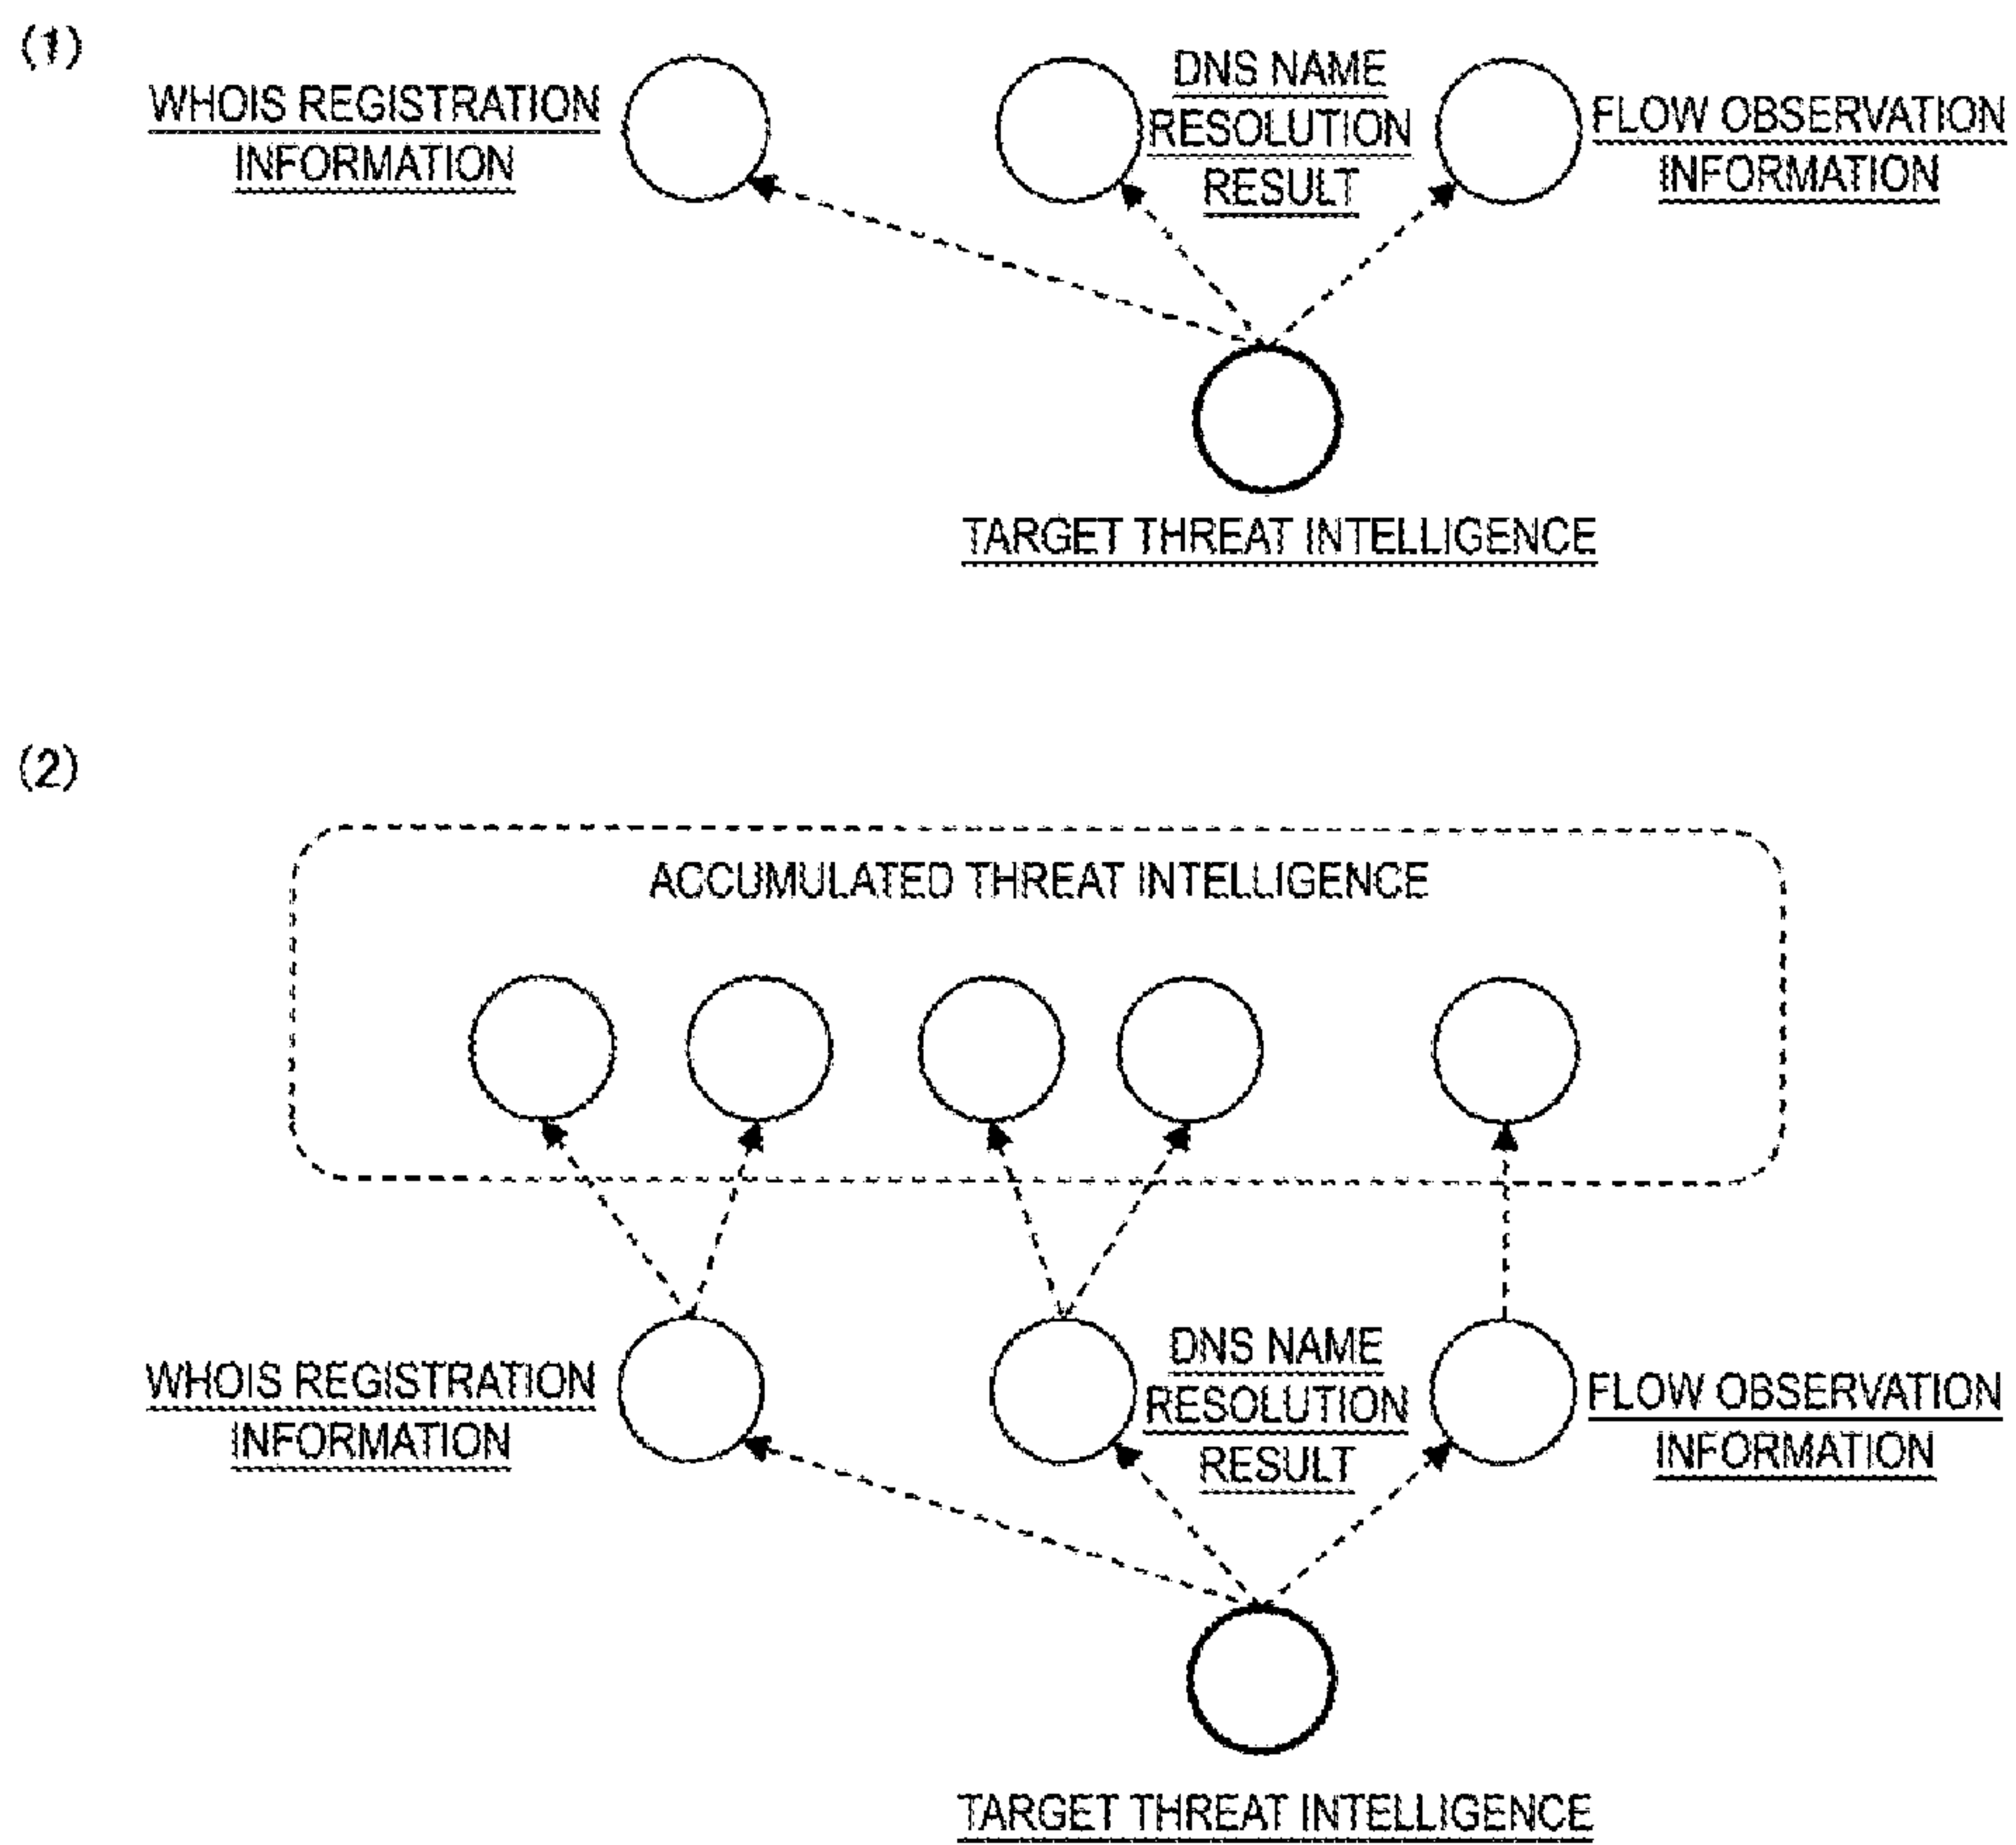 (1)
WHOIS REGISTRATION
INFORMATION
DNS NAME
RESOLUTION
RESULT
FLOW OBSERVATION
INFORMATION
TARGET THREAT INTELLIGENCE
(2)
ACCUMULATED THREAT INTELLIGENCE
WHOIS REGISTRATION
INFORMATION
DNS NAME
RESOLUTION
RESULT
FLOW OBSERVATION
INFORMATION
TARGET THREAT INTELLIGENCE